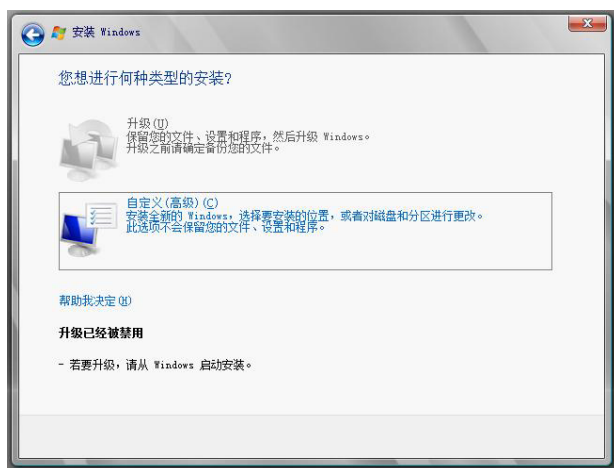 安装 Windows
您想进行何种类型的安装?
升级(U)
保留您的文件、设置和程序，然后升级 Windows。
升级之前请确定备份您的文件。
自定义(高级)(C)
安装全新的 Windows，选择要安装的位置，或者对磁盘和分区进行更改。
此选项不会保留您的文件、设置和程序。
帮助我决定(H)
升级已经被禁用
- 若要升级，请从 Windows 启动安装。